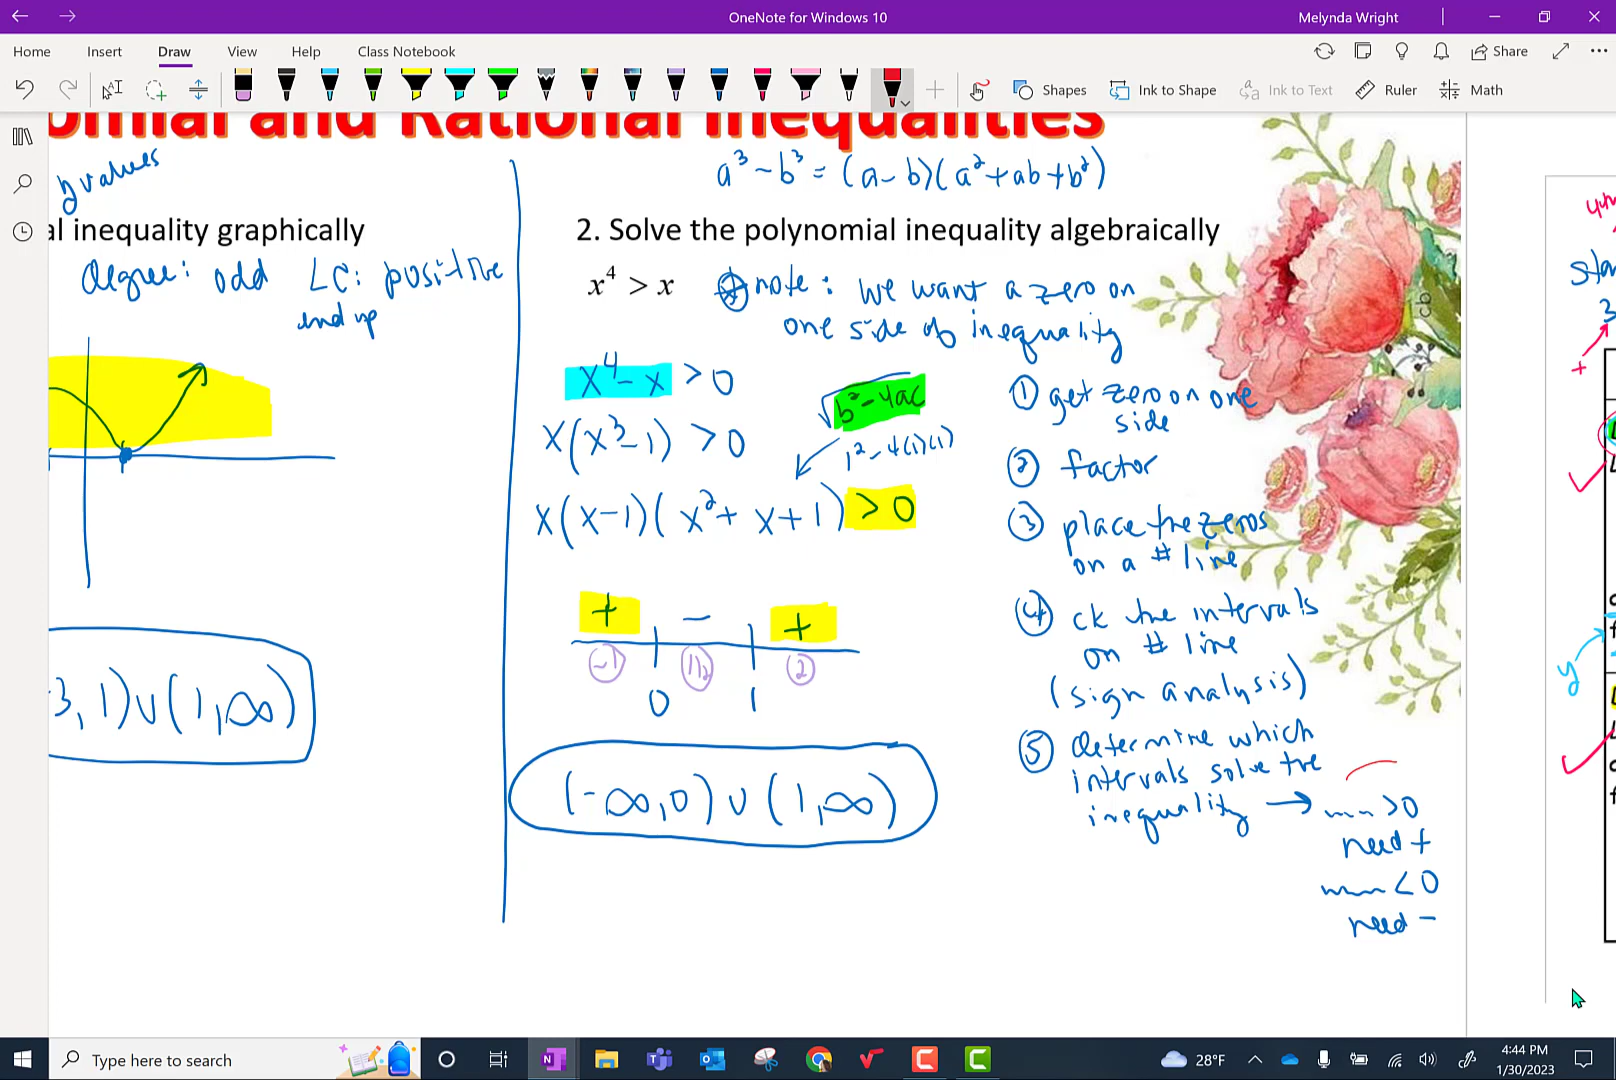 OneNote for Windows 10
Melynda Wright
Home Insert Draw View Help Class Notebook
Share
Shapes Ink to Shape Ink to Text Ruler Math
omial and Rational Inequalities
y values
al inequality graphically
degree: odd LC: positive
end up
3, 1) ∪ (1, ∞)
a³ - b³ = (a - b)(a² + ab + b²)
2. Solve the polynomial inequality algebraically
x⁴ > x
note: we want a zero on
one side of inequality
x⁴ - x > 0
x(x³ - 1) > 0
√b² - 4ac
1² - 4(1)(1)
x(x - 1)(x² + x + 1) > 0
+ - +
-1 1/2 2
0 1
(-∞, 0) ∪ (1, ∞)
① get zero on one
side
② factor
③ place the zeros
on a # line
④ ck the intervals
on # line
(sign analysis)
⑤ determine which
intervals solve the
inequality →
> 0
need +
< 0
need -
cb
3
+
y
Type here to search
28°F
4:44 PM
1/30/2023